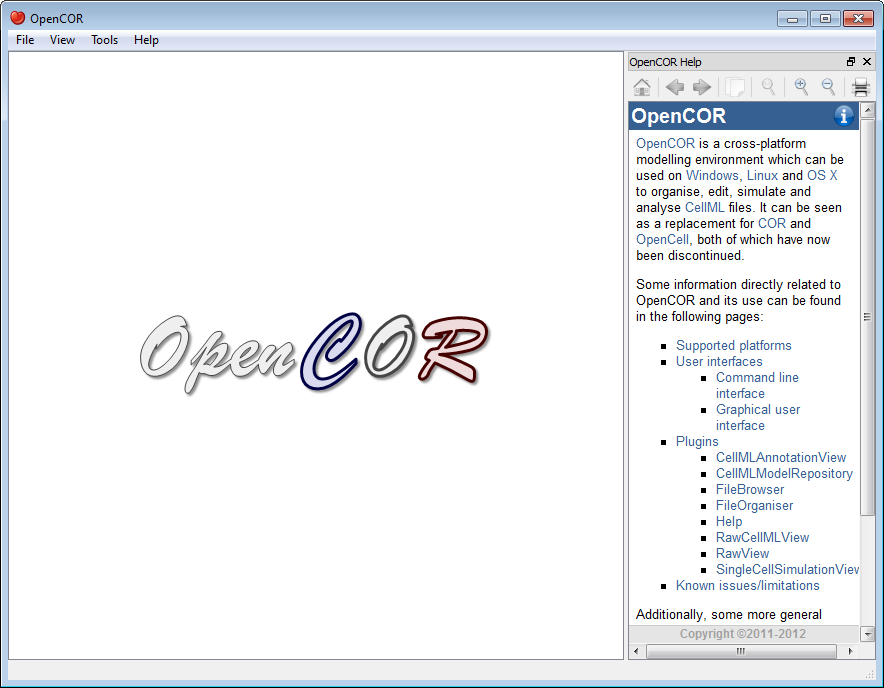 OpenCOR
File View Tools Help
OpenCOR
OpenCOR Help
OpenCOR
OpenCOR is a cross-platform
modelling environment which can be
used on Windows, Linux and OS X
to organise, edit, simulate and
analyse CellML files. It can be seen
as a replacement for COR and
OpenCell, both of which have now
been discontinued.
Some information directly related to
OpenCOR and its use can be found
in the following pages:
Supported platforms
User interfaces
Command line
interface
Graphical user
interface
Plugins
CellMLAnnotationView
CellMLModelRepository
FileBrowser
FileOrganiser
Help
RawCellMLView
RawView
SingleCellSimulationView
Known issues/limitations
Additionally, some more general
Copyright ©2011-2012